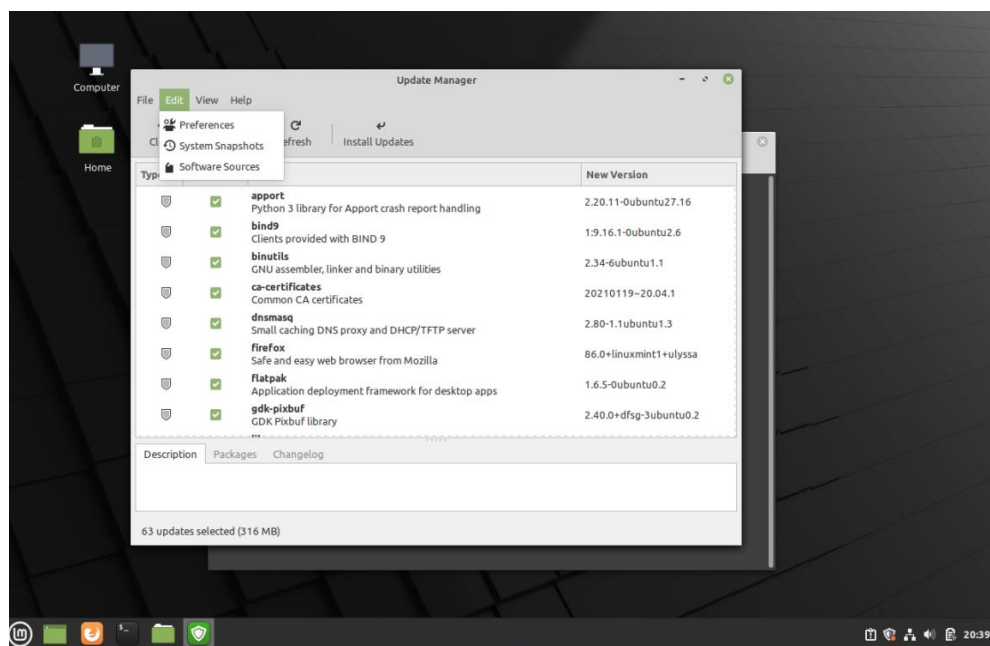 Computer
Home
Update Manager
File Edit View Help
Preferences
System Snapshots
Software Sources
Install Updates
New Version
apport
Python 3 library for Apport crash report handling
2.20.11-0ubuntu27.16
bind9
Clients provided with BIND 9
1:9.16.1-0ubuntu2.6
binutils
GNU assembler, linker and binary utilities
2.34-6ubuntu1.1
ca-certificates
Common CA certificates
20210119~20.04.1
dnsmasq
Small caching DNS proxy and DHCP/TFTP server
2.80-1.1ubuntu1.3
firefox
Safe and easy web browser from Mozilla
86.0+linuxmint1+ulyssa
flatpak
Application deployment framework for desktop apps
1.6.5-0ubuntu0.2
gdk-pixbuf
GDK Pixbuf library
2.40.0+dfsg-3ubuntu0.2
Description Packages Changelog
63 updates selected (316 MB)
20:39